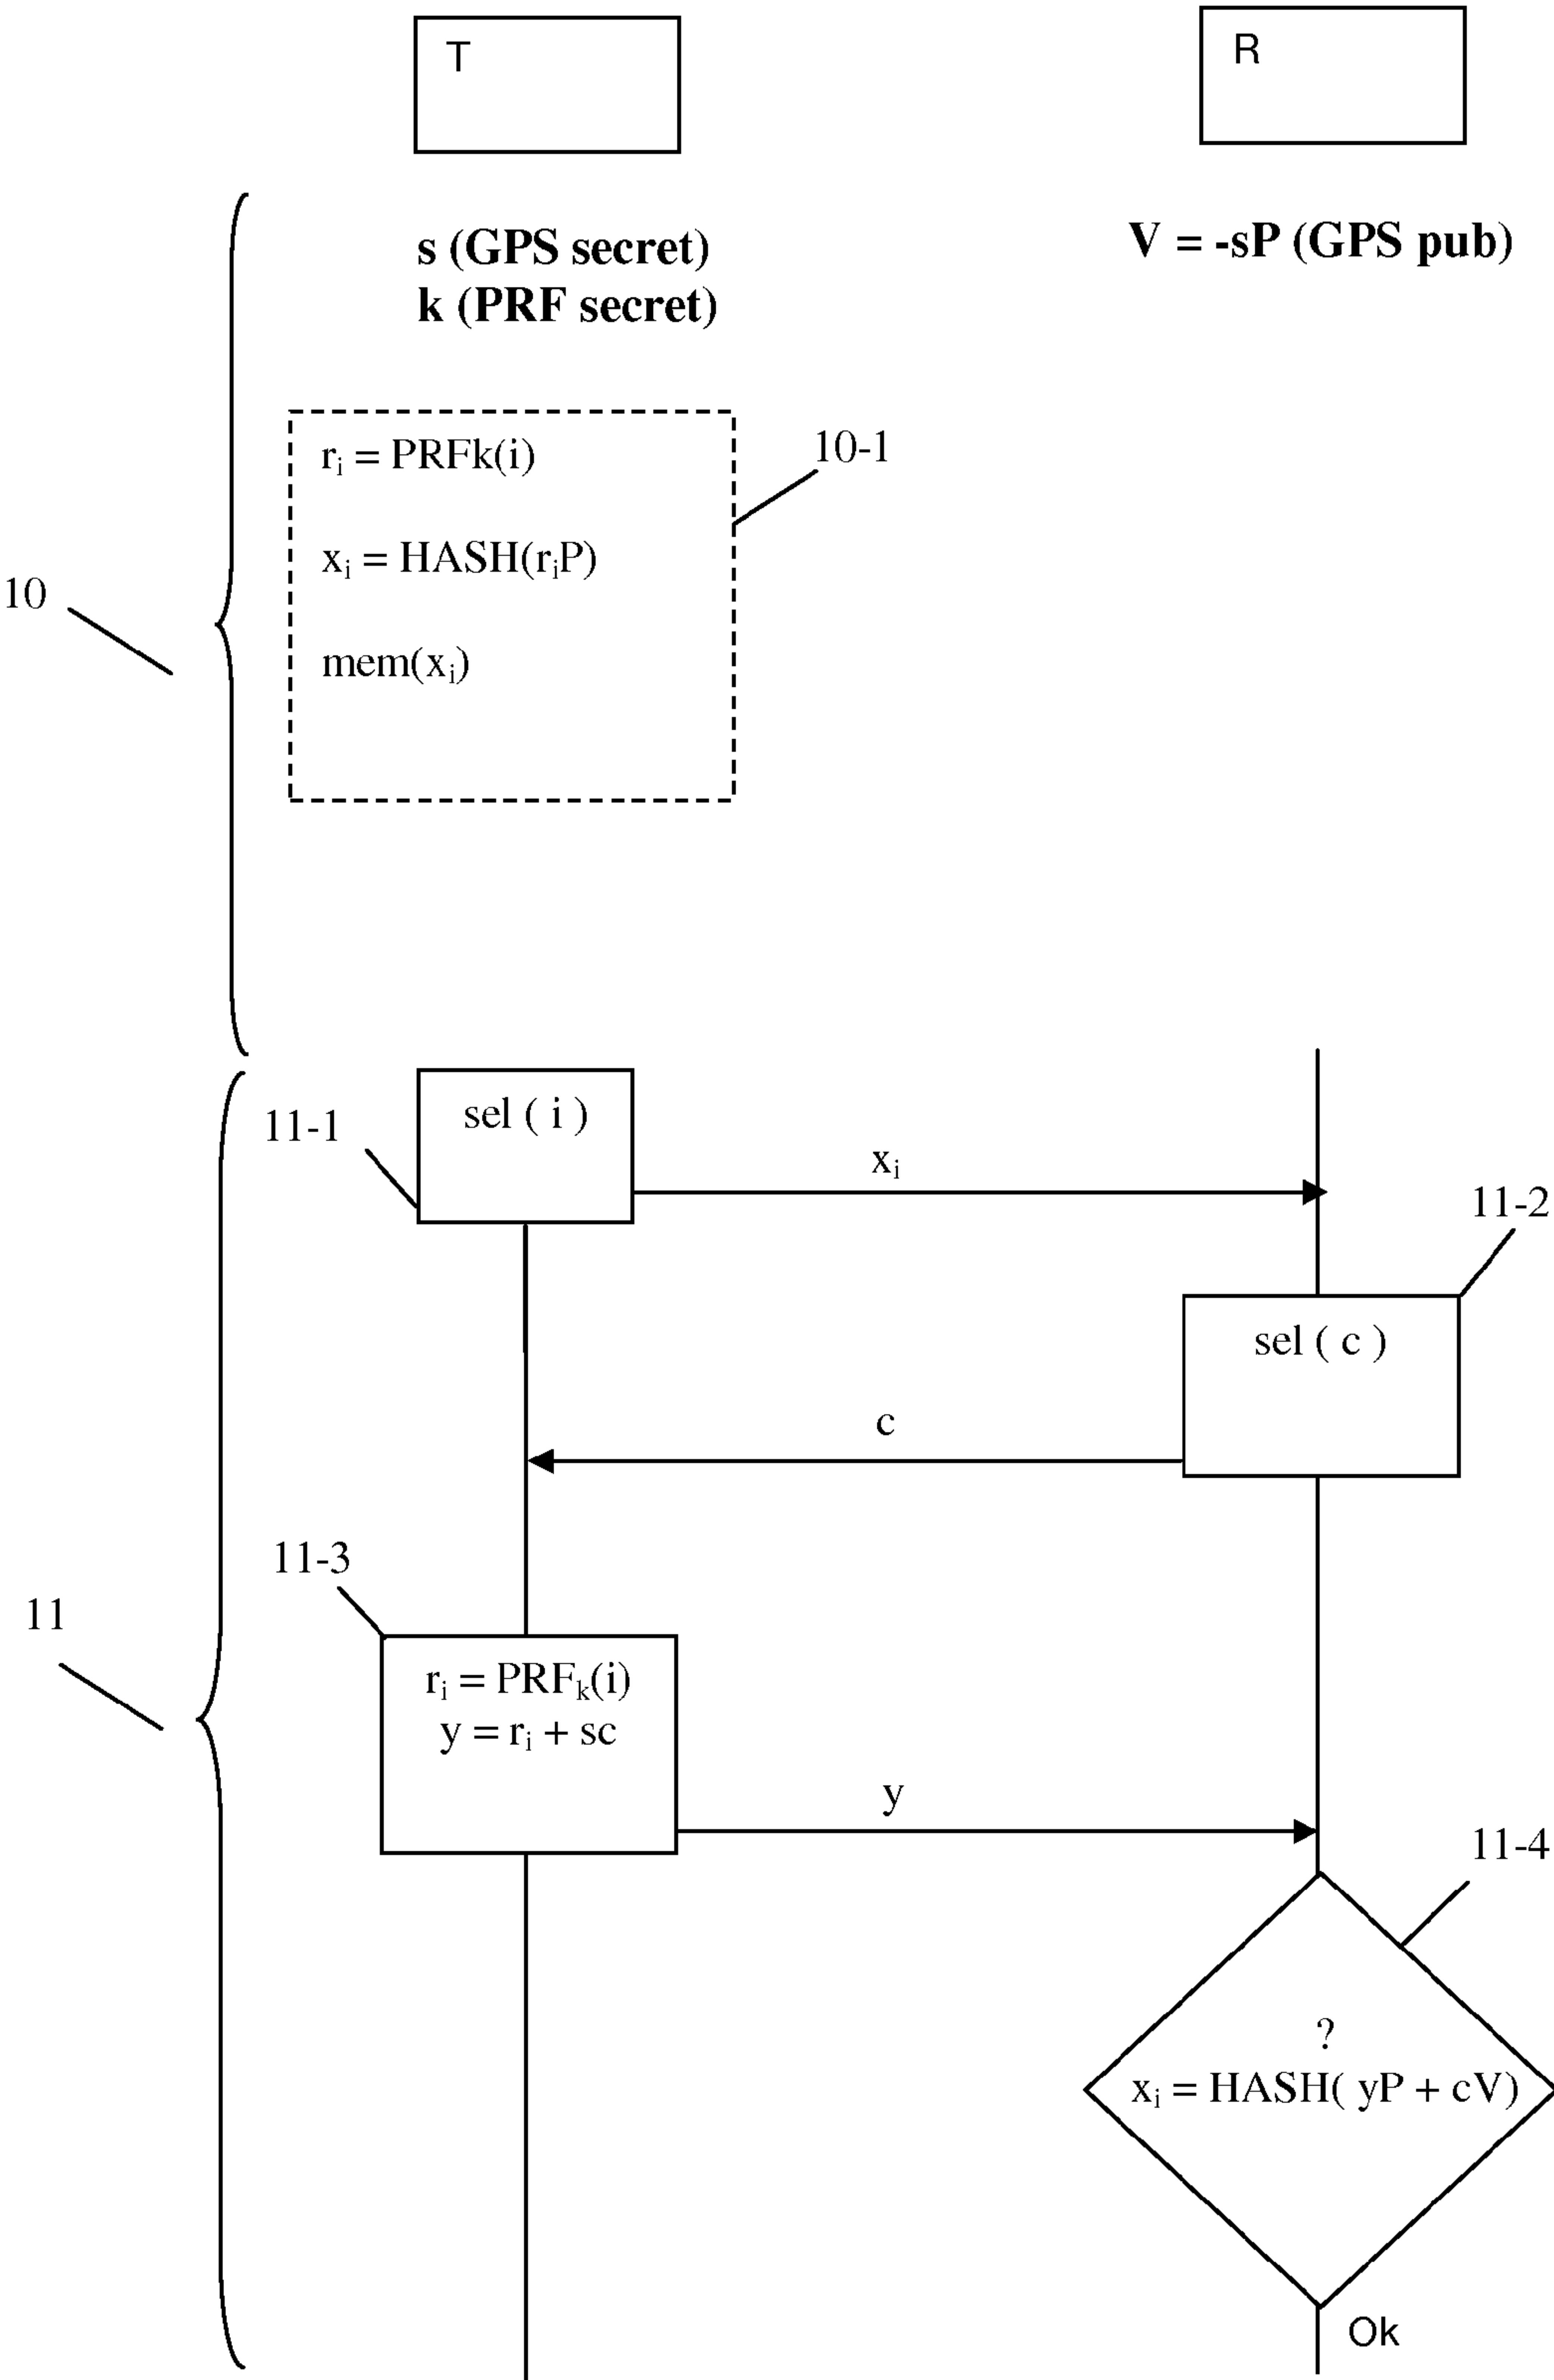 T
R
s (GPS secret)
k (PRF secret)
V = -sP (GPS pub)
rᵢ = PRFk(i)
10-1
xᵢ = HASH(rᵢP)
10
mem(xᵢ)
sel ( i )
11-1
xᵢ
11-2
sel ( c )
c
11-3
11
rᵢ = PRFₖ(i)
y = rᵢ + sc
y
11-4
?
xᵢ = HASH( yP + cV)
Ok